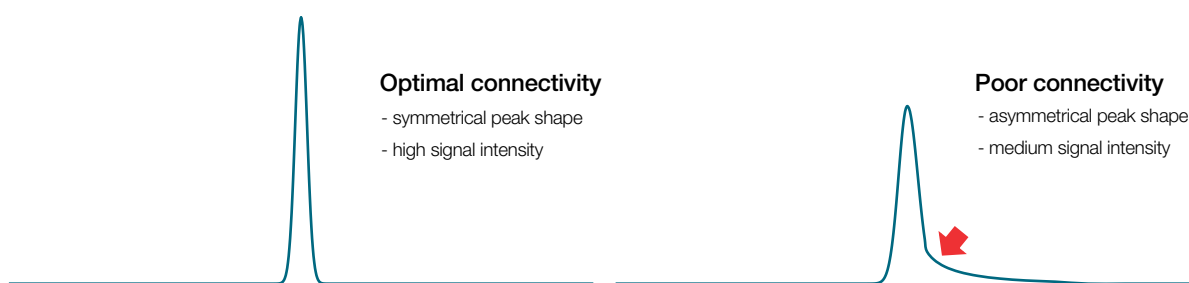 Optimal connectivity
- symmetrical peak shape
- high signal intensity
Poor connectivity
- asymmetrical peak shape
- medium signal intensity